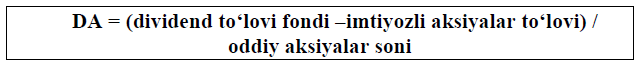 DA = (dividend to‘lovi fondi –imtiyozli aksiyalar to‘lovi) /
oddiy aksiyalar soni